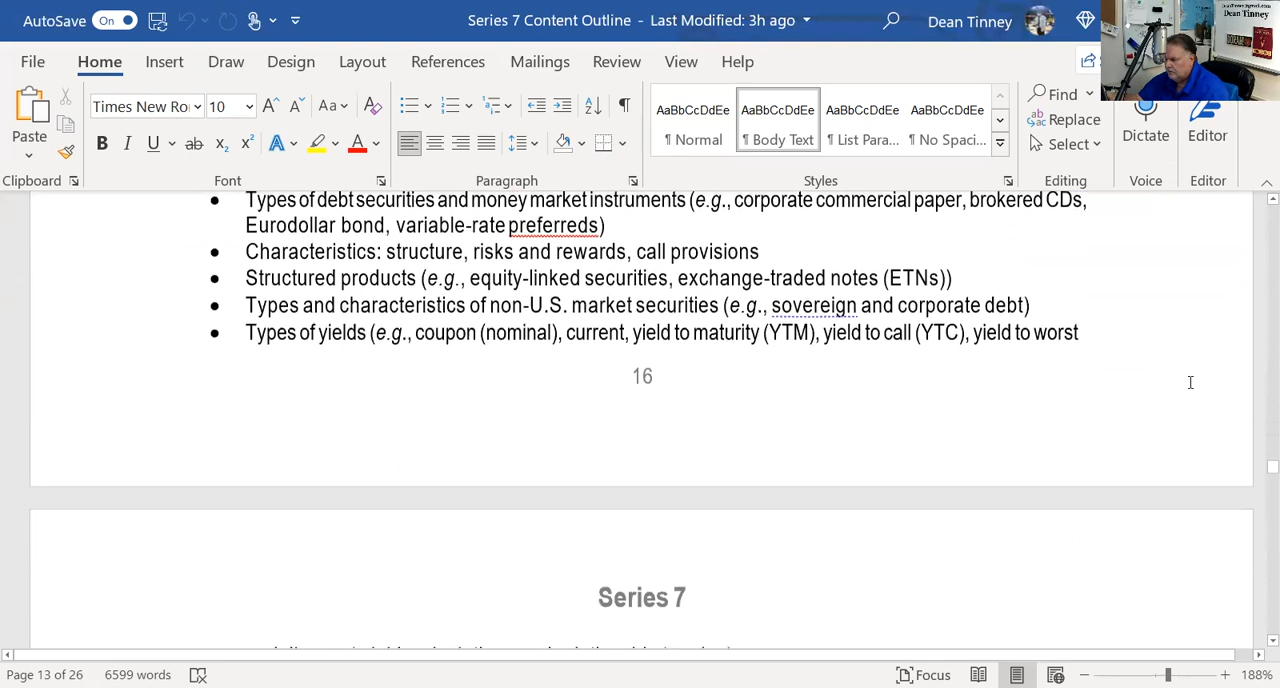 AutoSave On
Series 7 Content Outline - Last Modified: 3h ago
Dean Tinney
Dean Tinney
File Home Insert Draw Design Layout References Mailings Review View Help
Times New Ro 10 Aa
AaBbCcDdEe AaBbCcDdEe AaBbCcDdEe AaBbCcDdEe
Find
Replace
Select
Paste
¶ Normal ¶ Body Text ¶ List Para... ¶ No Spaci...
Dictate
Editor
Clipboard Font Paragraph Styles Editing Voice Editor
• Types of debt securities and money market instruments (e.g., corporate commercial paper, brokered CDs,
Eurodollar bond, variable-rate preferreds)
• Characteristics: structure, risks and rewards, call provisions
• Structured products (e.g., equity-linked securities, exchange-traded notes (ETNs))
• Types and characteristics of non-U.S. market securities (e.g., sovereign and corporate debt)
• Types of yields (e.g., coupon (nominal), current, yield to maturity (YTM), yield to call (YTC), yield to worst
16
Series 7
Page 13 of 26 6599 words Focus 188%